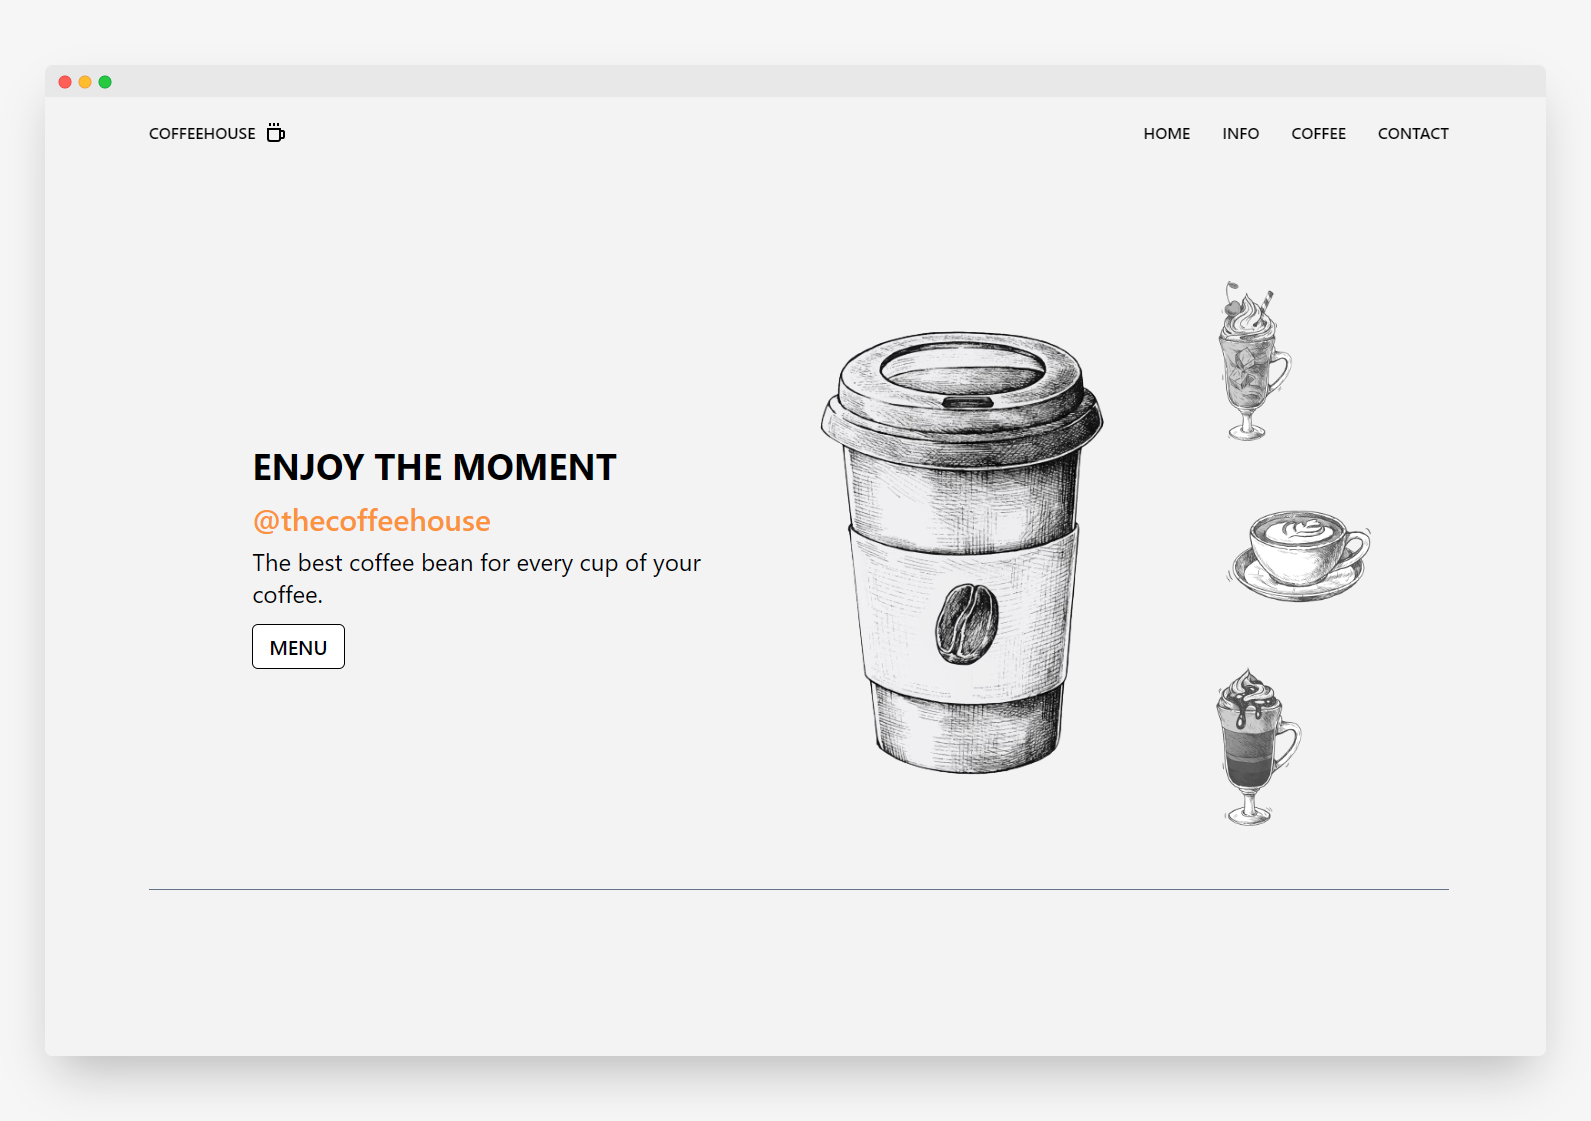 COFFEEHOUSE
HOME INFO COFFEE CONTACT
ENJOY THE MOMENT
@thecoffeehouse
The best coffee bean for every cup of your
coffee.
MENU